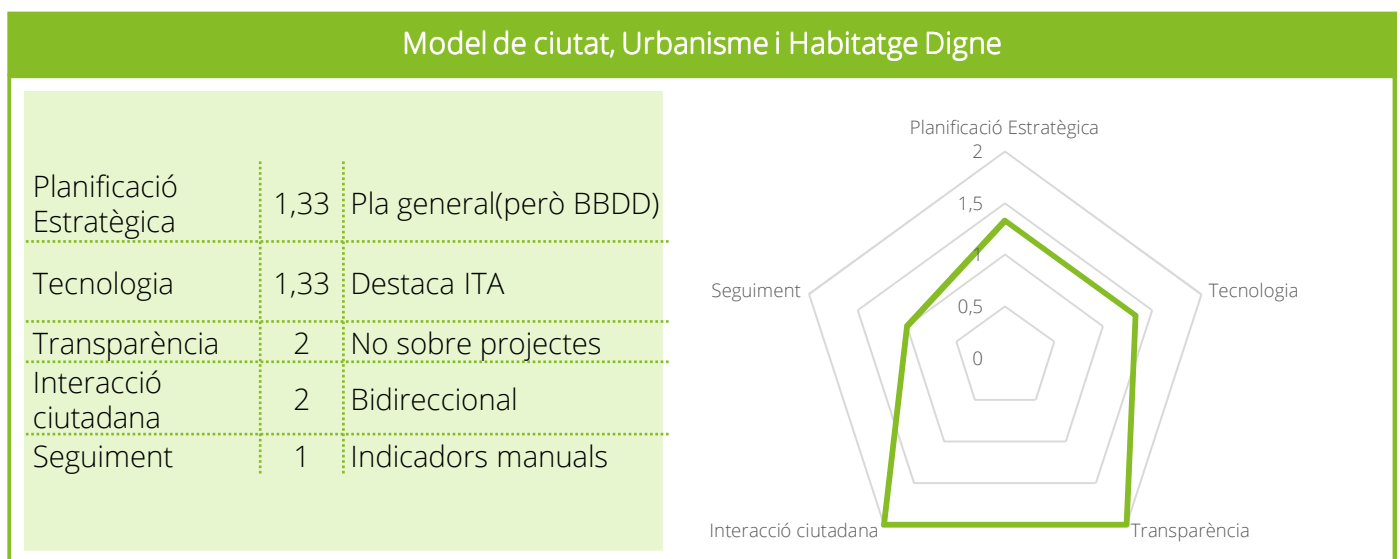 Model de ciutat, Urbanisme i Habitatge Digne
Planificació
Estratègica
1,33
Pla general(però BBDD)
Tecnologia
1,33
Destaca ITA
Transparència
2
No sobre projectes
Interacció
ciutadana
2
Bidireccional
Seguiment
1
Indicadors manuals
Planificació Estratègica
2
1,5
1
0,5
0
Seguiment
Tecnologia
Interacció ciutadana
Transparència